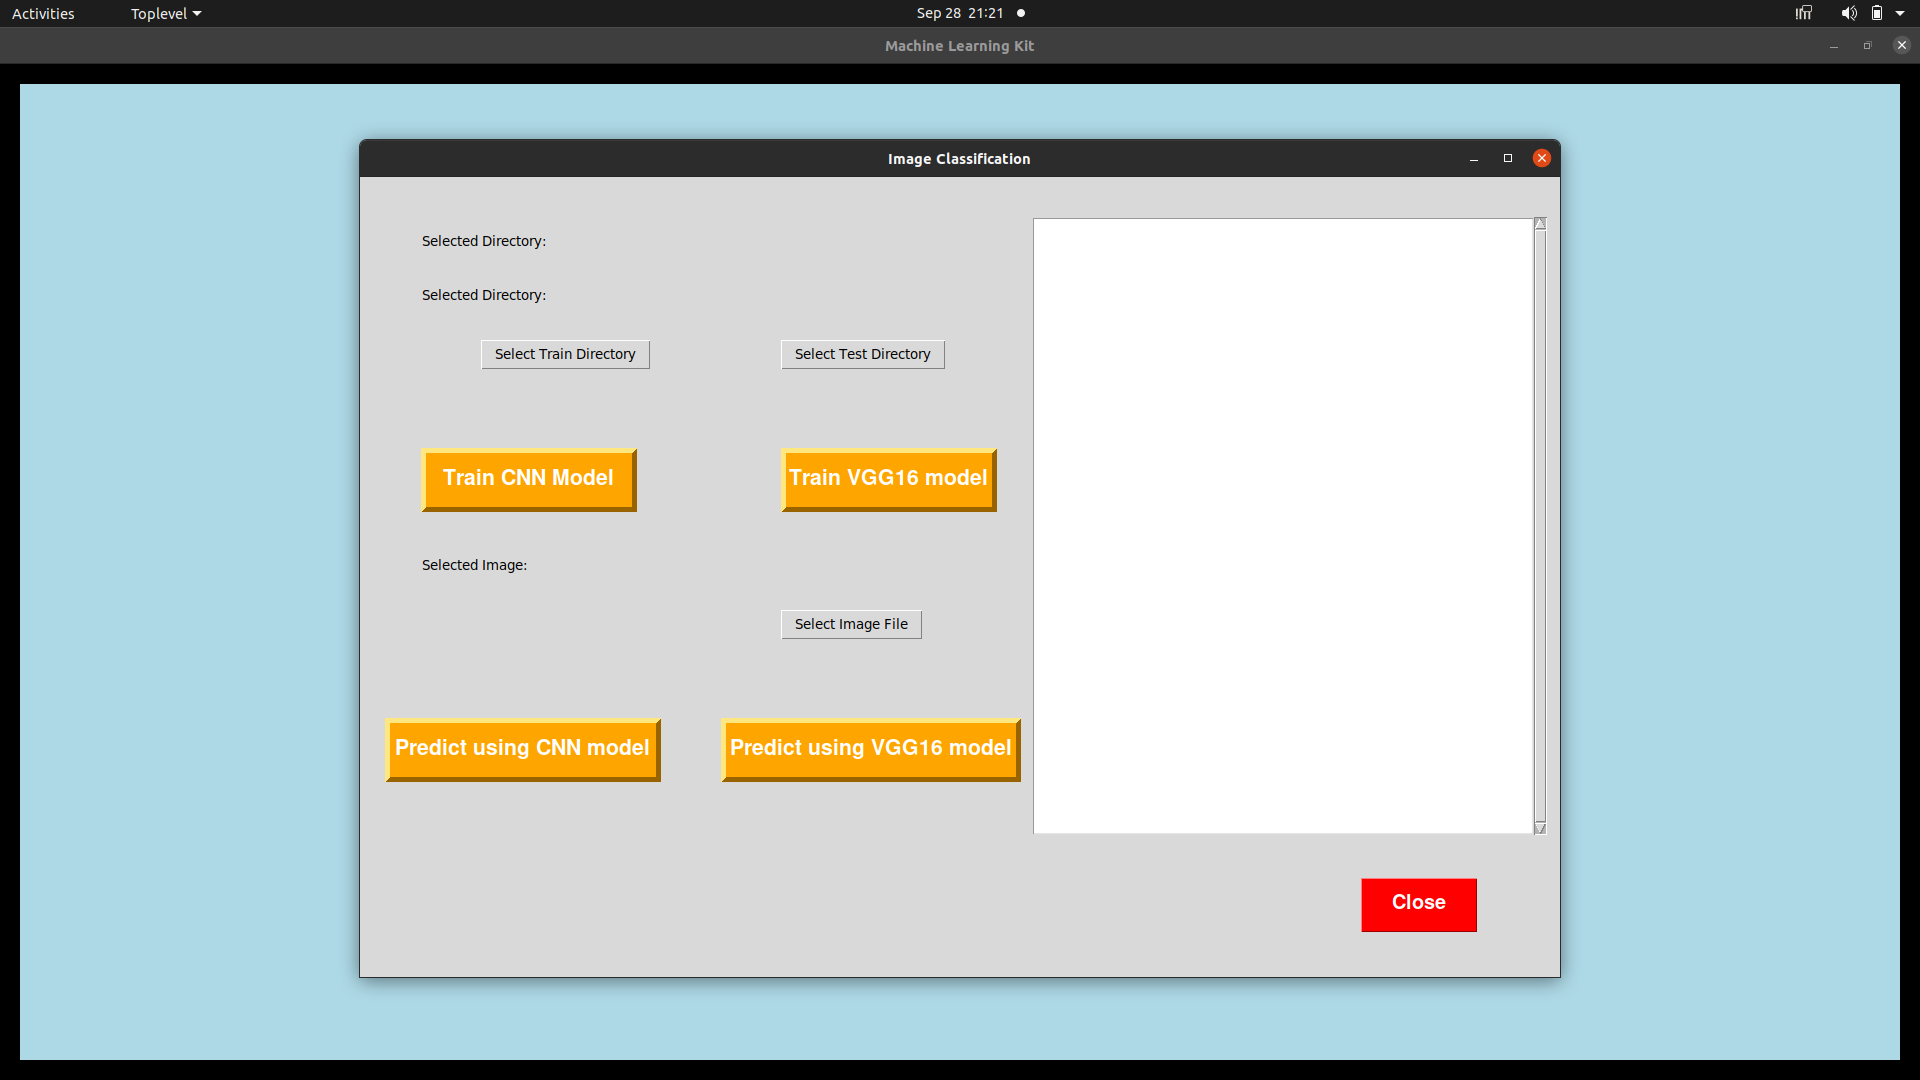 Activities
Toplevel
Sep 28 21:21
Machine Learning Kit
Image Classification
Selected Directory:
Selected Directory:
Select Train Directory
Select Test Directory
Train CNN Model
Train VGG16 model
Selected Image:
Select Image File
Predict using CNN model
Predict using VGG16 model
Close